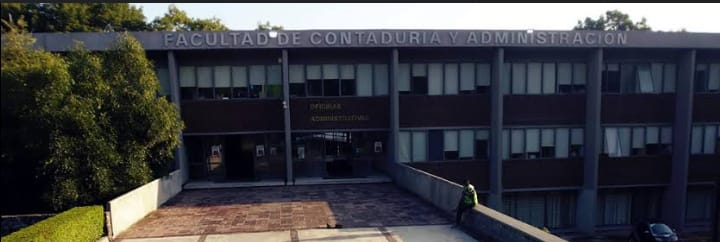 FACULTAD DE CONTADURIA Y ADMINISTRACION
OFICINAS
ADMINISTRATIVAS